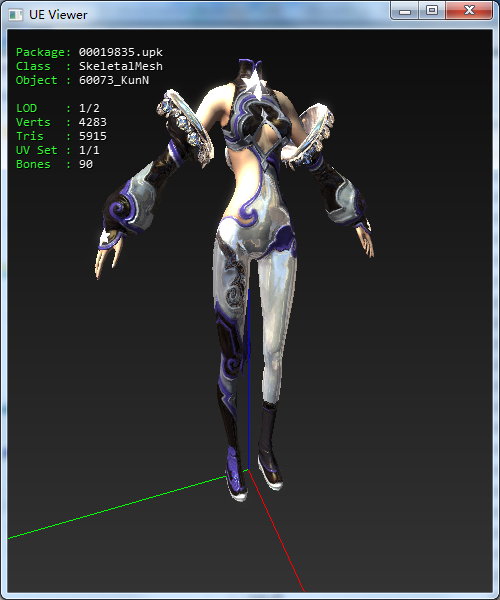 UE Viewer
Package: 00019835.upk
Class : SkeletalMesh
Object : 60073_KunN
LOD : 1/2
Verts : 4283
Tris : 5915
UV Set : 1/1
Bones : 90